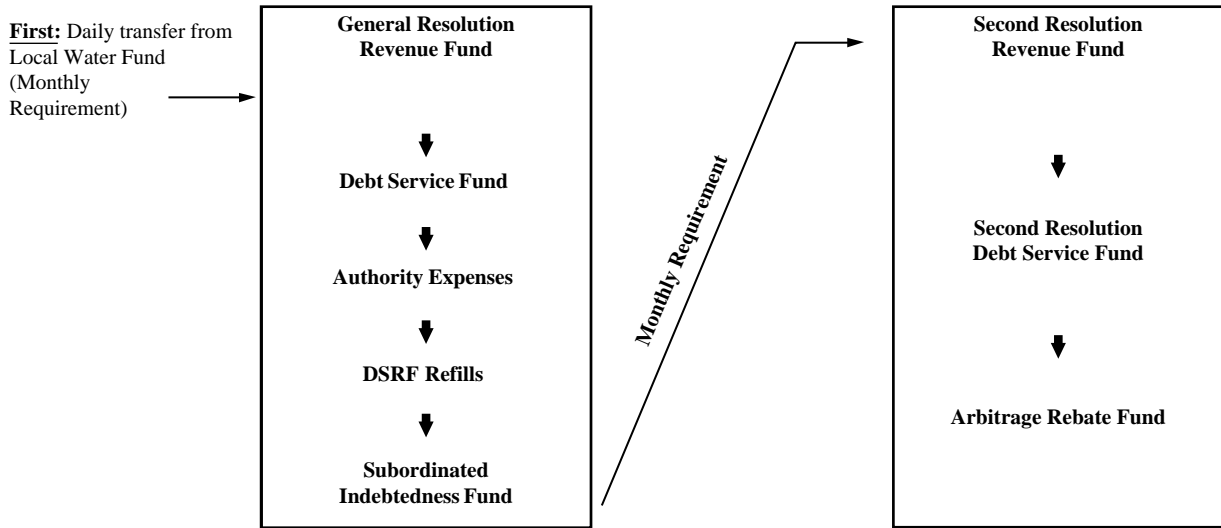 First: Daily transfer from
Local Water Fund
(Monthly
Requirement)
General Resolution
Revenue Fund
Debt Service Fund
Authority Expenses
DSRF Refills
Subordinated
Indebtedness Fund
Monthly Requirement
Second Resolution
Revenue Fund
Second Resolution
Debt Service Fund
Arbitrage Rebate Fund